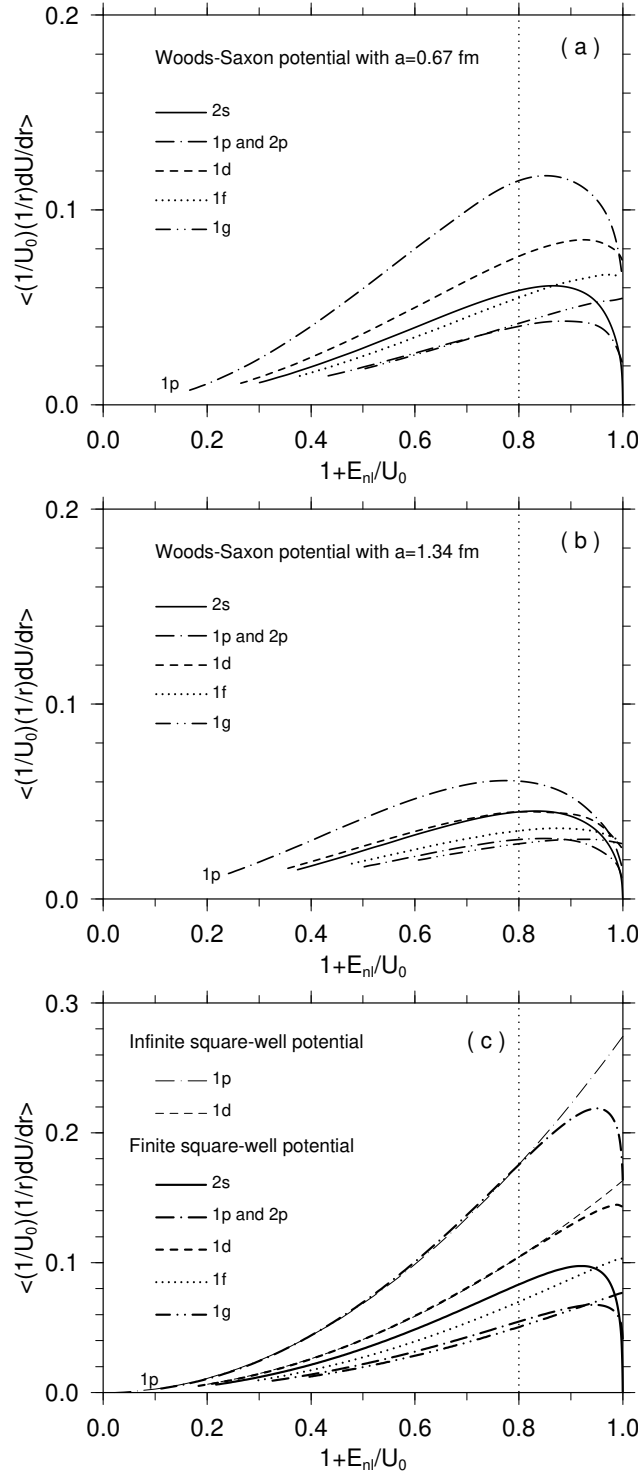 0.2
( a )
Woods-Saxon potential with a=0.67 fm
2s
1p and 2p
1d
1f
1g
0.1
<(1/U₀)(1/r)dU/dr>
1p
0.0
0.0 0.2 0.4 0.6 0.8 1.0
1+Eₙₗ/U₀
0.2
( b )
Woods-Saxon potential with a=1.34 fm
2s
1p and 2p
1d
1f
1g
0.1
<(1/U₀)(1/r)dU/dr>
1p
0.0
0.0 0.2 0.4 0.6 0.8 1.0
1+Eₙₗ/U₀
0.3
Infinite square-well potential
( c )
1p
1d
0.2
Finite square-well potential
2s
1p and 2p
1d
1f
1g
0.1
<(1/U₀)(1/r)dU/dr>
1p
0.0
0.0 0.2 0.4 0.6 0.8 1.0
1+Eₙₗ/U₀